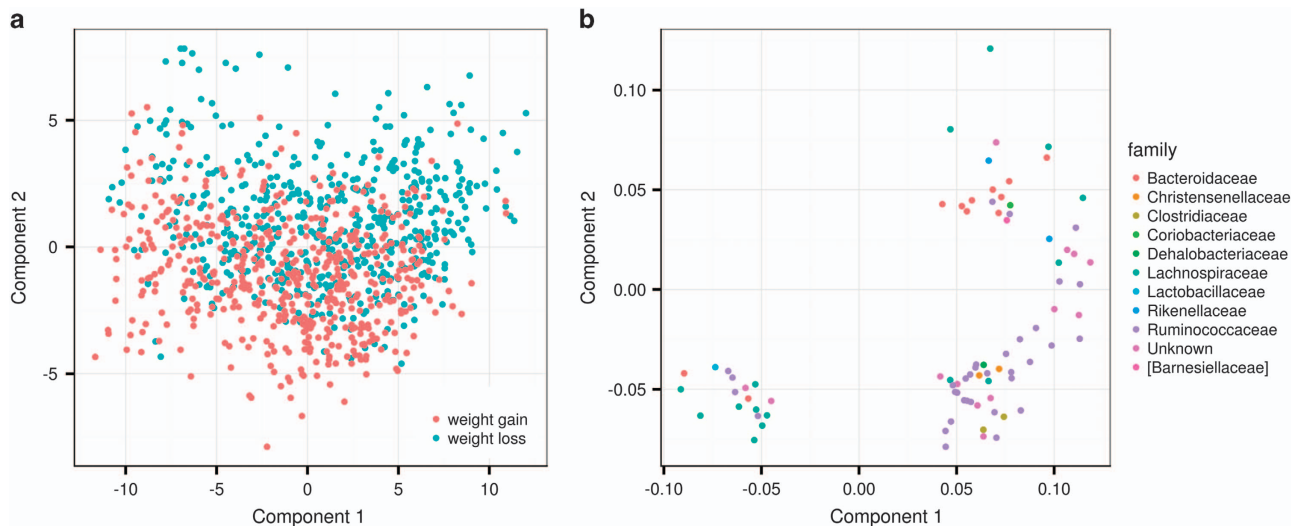 a
Component 2
5
0
-5
-10
-5
0
5
10
Component 1
weight gain
weight loss
b
Component 2
0.10
0.05
0.00
-0.05
-0.10
-0.05
0.00
0.05
0.10
Component 1
family
Bacteroidaceae
Christensenellaceae
Clostridiaceae
Coriobacteriaceae
Dehalobacteriaceae
Lachnospiraceae
Lactobacillaceae
Rikenellaceae
Ruminococcaceae
Unknown
[Barnesiellaceae]